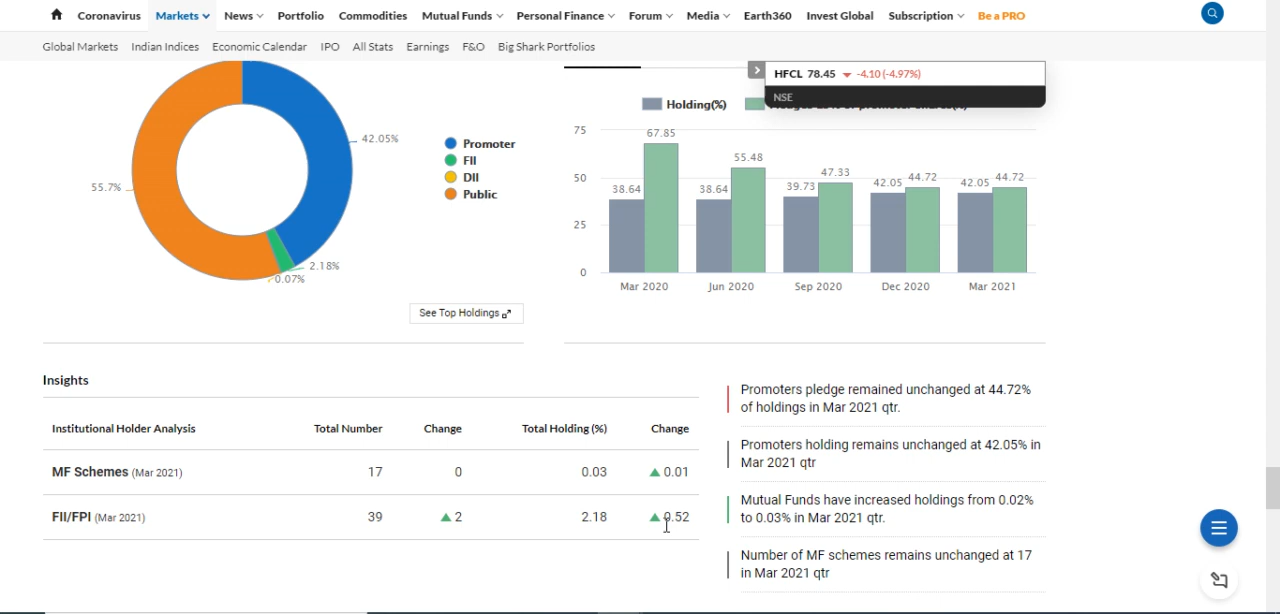 Coronavirus Markets News Portfolio Commodities Mutual Funds Personal Finance Forum Media Earth360 Invest Global Subscription Be a PRO
Global Markets Indian Indices Economic Calendar IPO All Stats Earnings F&O Big Shark Portfolios
HFCL 78.45 -4.10 (-4.97%)
NSE
42.05%
55.7%
2.18%
0.07%
Promoter
FII
DII
Public
See Top Holdings
Holding(%)
75
50
25
0
38.64 67.85
38.64 55.48
39.73 47.33
42.05 44.72
42.05 44.72
Mar 2020 Jun 2020 Sep 2020 Dec 2020 Mar 2021
Insights
Institutional Holder Analysis Total Number Change Total Holding (%) Change
MF Schemes (Mar 2021) 17 0 0.03 0.01
FII/FPI (Mar 2021) 39 2 2.18 0.52
Promoters pledge remained unchanged at 44.72%
of holdings in Mar 2021 qtr.
Promoters holding remains unchanged at 42.05% in
Mar 2021 qtr
Mutual Funds have increased holdings from 0.02%
to 0.03% in Mar 2021 qtr.
Number of MF schemes remains unchanged at 17
in Mar 2021 qtr